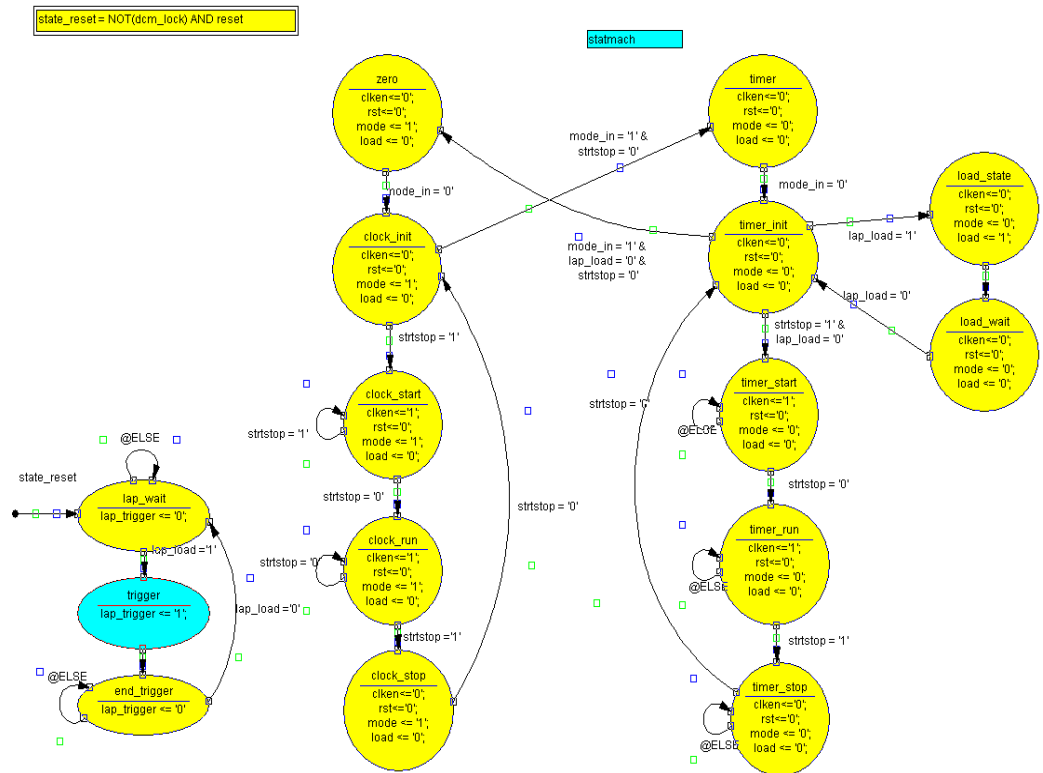 state_reset = NOT(dcm_lock) AND reset
statmach
zero
clken<='0';
rst<='0';
mode <= '1';
load <= '0';
timer
clken<='0';
rst<='0';
mode <= '0';
load <= '0';
mode_in = '1' &
strtstop = '0'
mode_in = '0'
mode_in = '0'
load_state
clken<='0';
rst<='0';
mode <= '0';
load <= '1';
clock_init
clken<='0';
rst<='0';
mode <= '1';
load <= '0';
mode_in = '1' &
lap_load = '0' &
strtstop = '0'
timer_init
clken<='0';
rst<='0';
mode <= '0';
load <= '0';
lap_load = '1'
lap_load = '0'
load_wait
clken<='0';
rst<='0';
mode <= '0';
load <= '0';
strtstop = '1'
strtstop = '1' &
lap_load = '0'
clock_start
clken<='1';
rst<='0';
mode <= '1';
load <= '0';
strtstop = '1'
strtstop = '0'
timer_start
clken<='1';
rst<='0';
mode <= '0';
load <= '0';
@ELSE
strtstop = '0'
strtstop = '0'
strtstop = '0'
clock_run
clken<='1';
rst<='0';
mode <= '1';
load <= '0';
strtstop = '0'
strtstop = '0'
timer_run
clken<='1';
rst<='0';
mode <= '0';
load <= '0';
@ELSE
strtstop = '1'
strtstop = '1'
clock_stop
clken<='0';
rst<='0';
mode <= '1';
load <= '0';
timer_stop
clken<='0';
rst<='0';
mode <= '0';
load <= '0';
@ELSE
@ELSE
state_reset
lap_wait
lap_trigger <= '0';
lap_load ='1'
trigger
lap_trigger <= '1';
lap_load ='0'
@ELSE
end_trigger
lap_trigger <= '0'